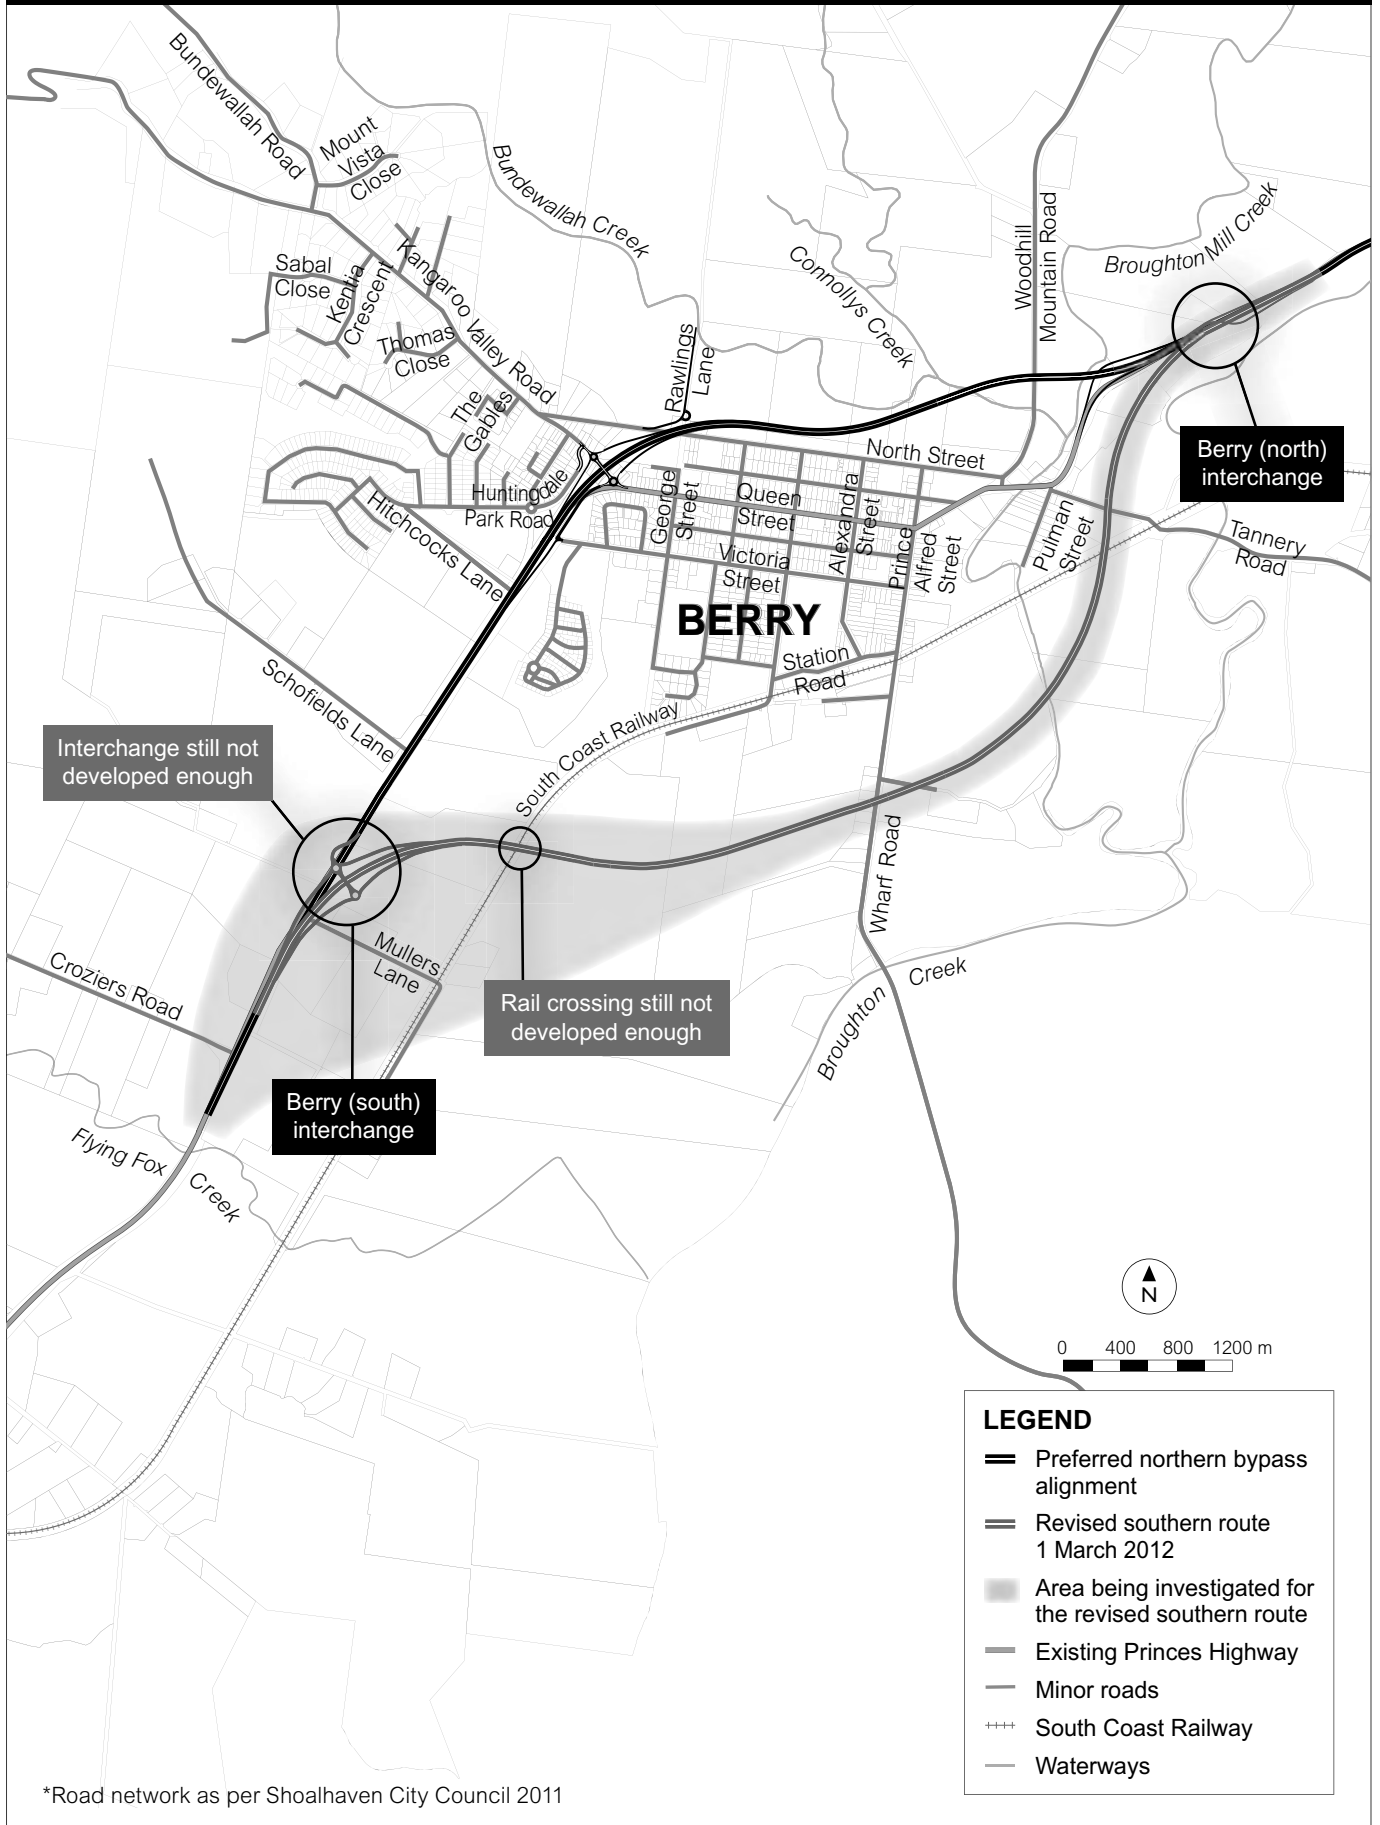 Bundewallah Road
Mount
Vista
Close
Bundewallah Creek
Kangaroo Valley Road
Sabal
Close
Kentia
Crescent
Thomas
Close
The
Gables
Rawlings
Lane
Connollys Creek
Woodhill
Mountain Road
Broughton Mill Creek
Berry (north)
interchange
North Street
Huntingdale
Park Road
Hitchcocks Lane
George
Street
Queen
Street
Alexandra
Street
Prince
Alfred
Street
Victoria
Street
Pulman
Street
Tannery
Road
BERRY
Station
Road
Schofields Lane
South Coast Railway
Interchange still not
developed enough
Wharf Road
Mullers
Lane
Croziers Road
Rail crossing still not
developed enough
Broughton
Creek
Berry (south)
interchange
Flying Fox
Creek
N
0 400 800 1200 m
LEGEND
Preferred northern bypass
alignment
Revised southern route
1 March 2012
Area being investigated for
the revised southern route
Existing Princes Highway
Minor roads
South Coast Railway
Waterways
*Road network as per Shoalhaven City Council 2011